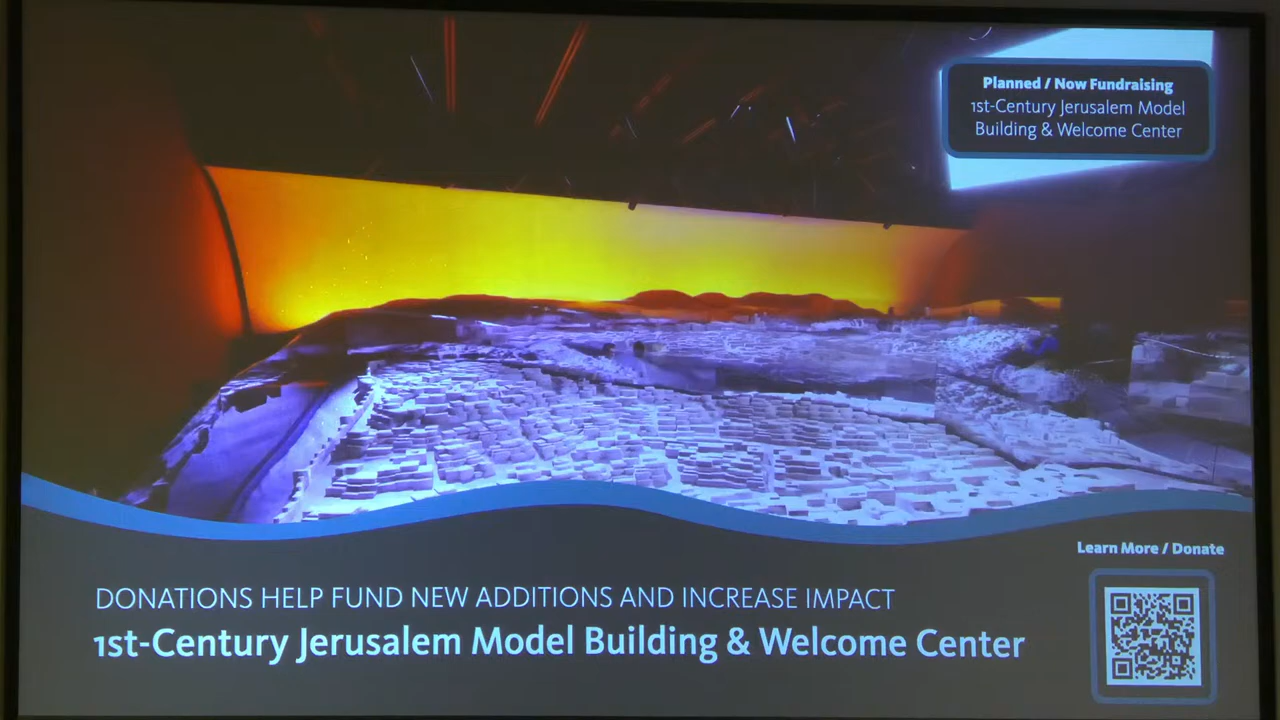 Planned / Now Fundraising
1st-Century Jerusalem Model
Building & Welcome Center
Learn More / Donate
DONATIONS HELP FUND NEW ADDITIONS AND INCREASE IMPACT
1st-Century Jerusalem Model Building & Welcome Center